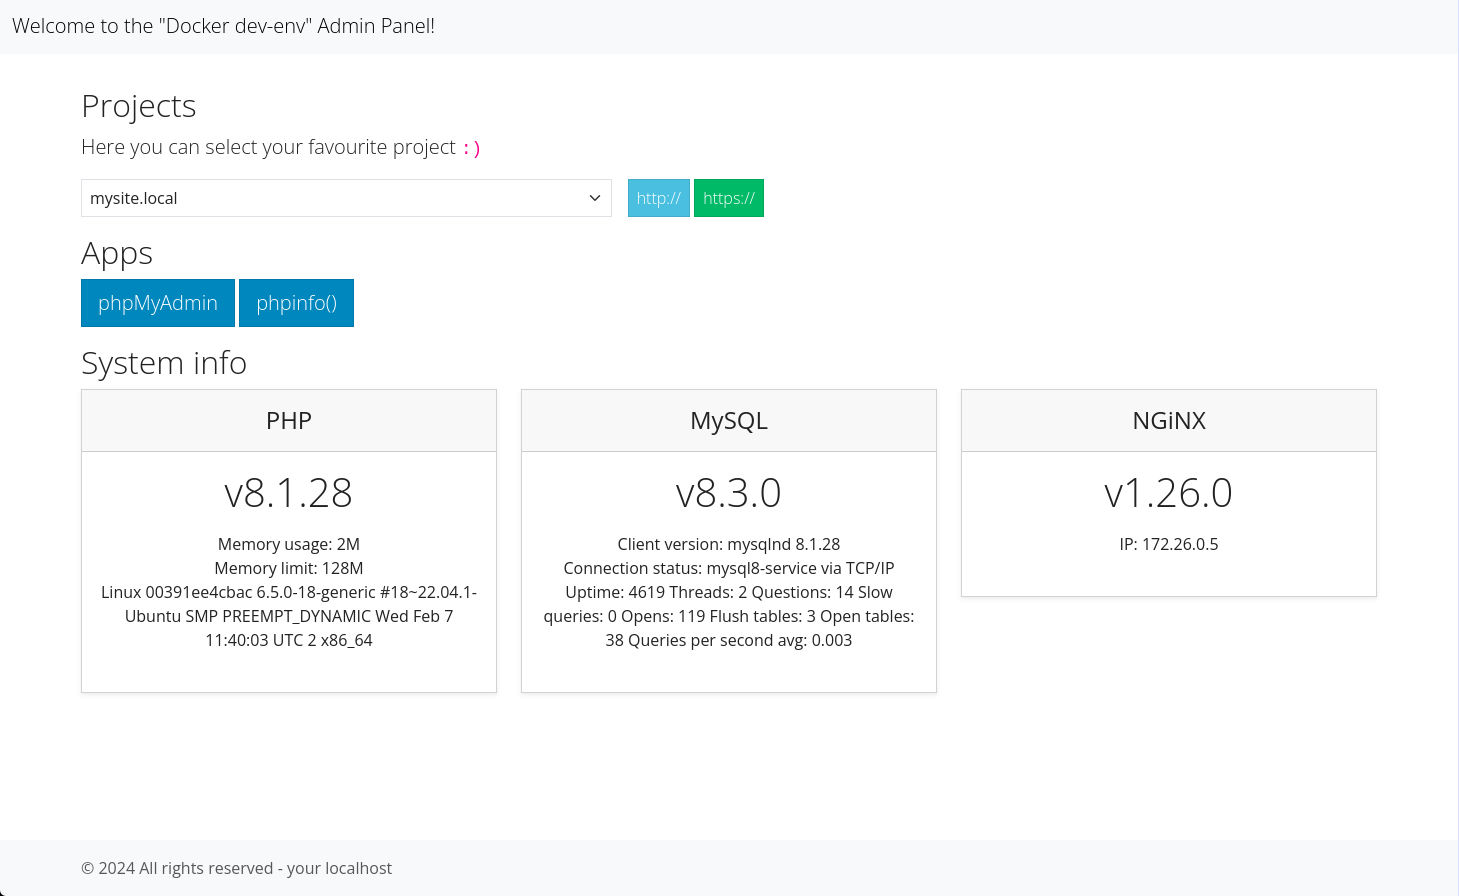 Welcome to the "Docker dev-env" Admin Panel!
Projects
Here you can select your favourite project :)
mysite.local
http:// https://
Apps
phpMyAdmin phpinfo()
System info
PHP
v8.1.28
Memory usage: 2M
Memory limit: 128M
Linux 00391ee4cbac 6.5.0-18-generic #18~22.04.1-
Ubuntu SMP PREEMPT_DYNAMIC Wed Feb 7
11:40:03 UTC 2 x86_64
MySQL
v8.3.0
Client version: mysqlnd 8.1.28
Connection status: mysql8-service via TCP/IP
Uptime: 4619 Threads: 2 Questions: 14 Slow
queries: 0 Opens: 119 Flush tables: 3 Open tables:
38 Queries per second avg: 0.003
NGiNX
v1.26.0
IP: 172.26.0.5
© 2024 All rights reserved - your localhost